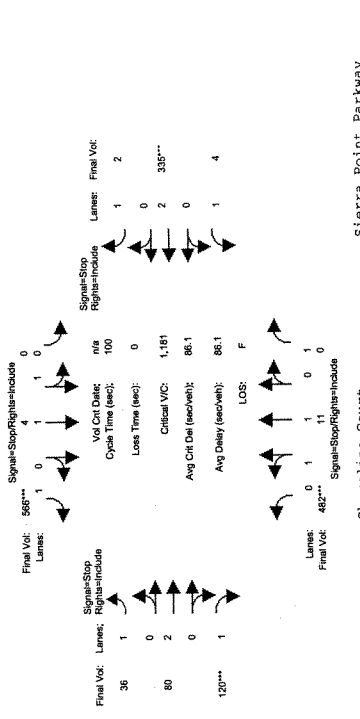 Signal=Stop/Rights=Include
Final Vol: 566*** 4 0
Lanes: 1 0 1 1 0
Signal=Stop
Rights=Include
Signal=Stop
Rights=Include
Final Vol: Lanes:
Lanes: Final Vol:
Vol Cnt Date: n/a
Cycle Time (sec): 100
Loss Time (sec): 0
Critical V/C: 1,181
Avg Crit Del (sec/veh): 86.1
Avg Delay (sec/veh): 86.1
LOS: F
36 1
0
80 2
0
120*** 1
1 2
0
2 335***
0
1 4
Lanes: 0 1 1 0 1
Final Vol: 482*** 11 0
Signal=Stop/Rights=Include
Sierra Point Parkway